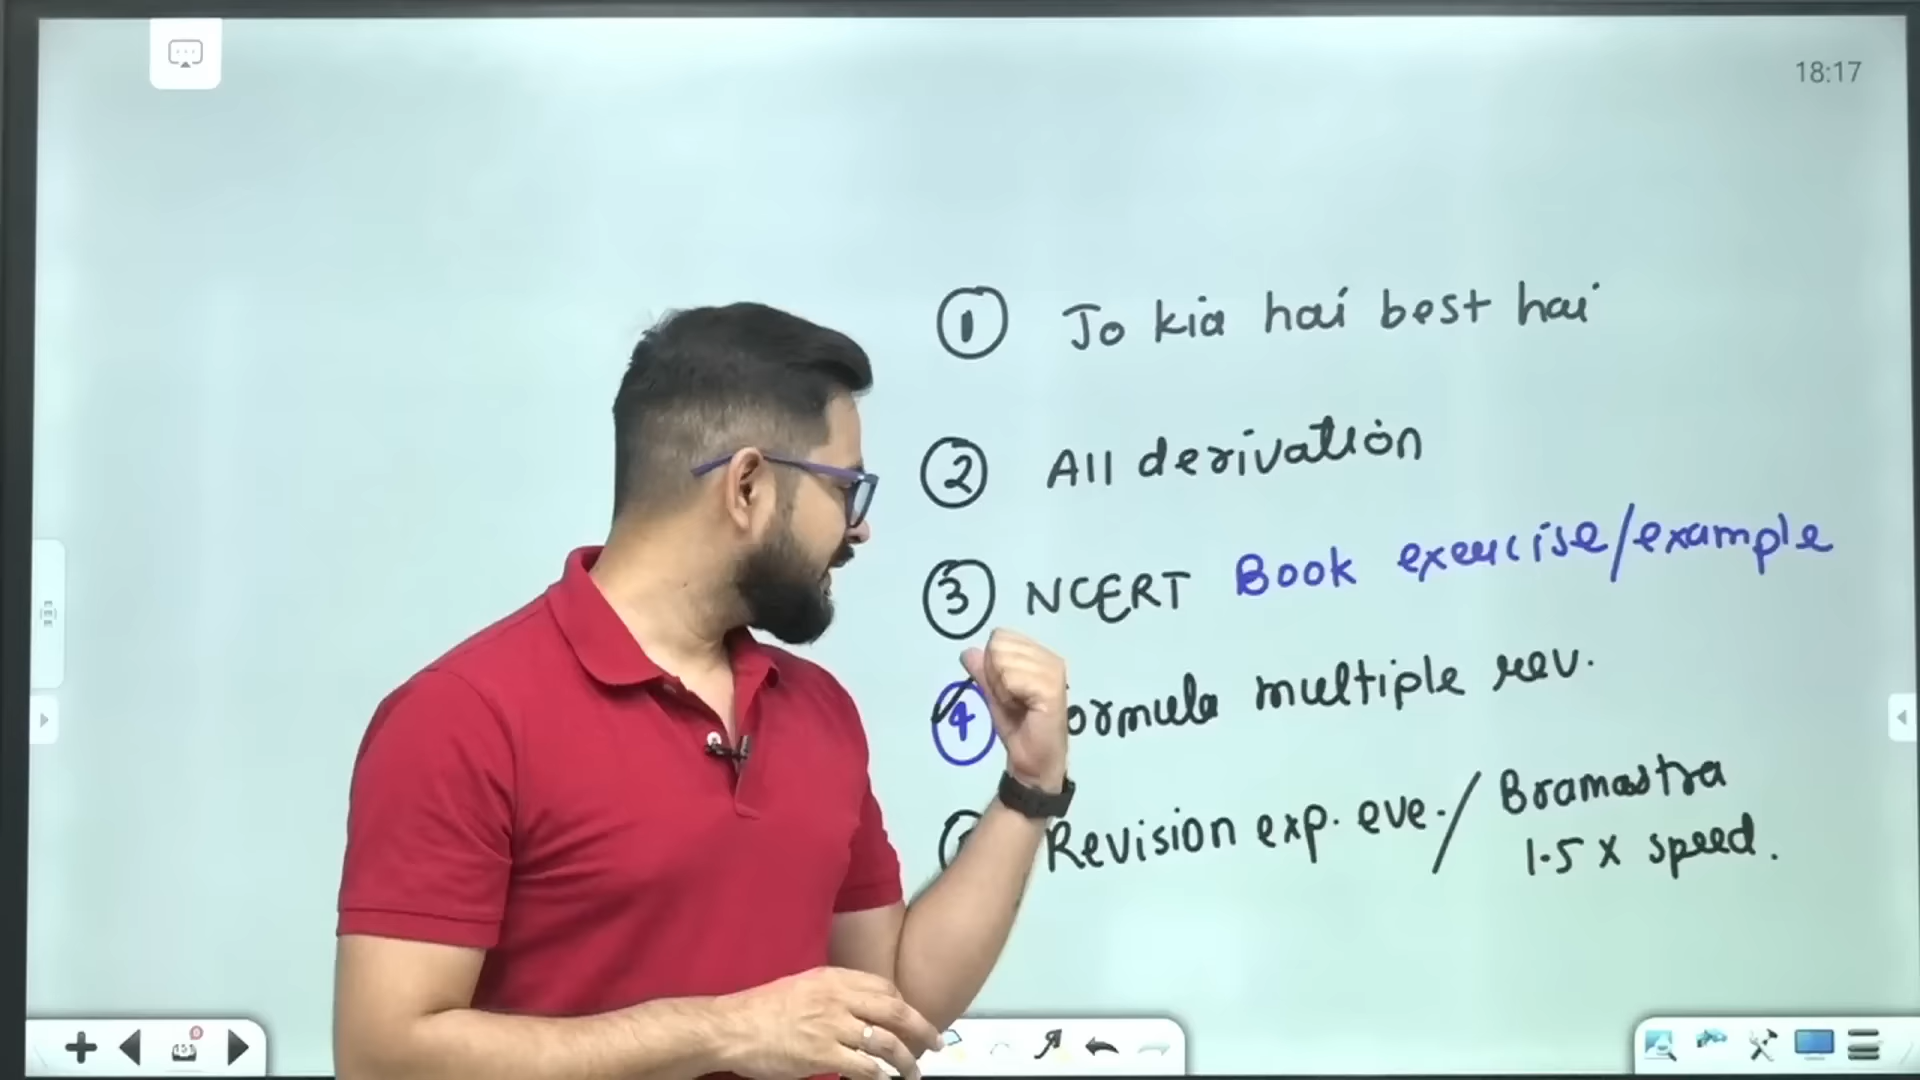 18:17
① Jo kia hai best hai
② All derivation
③ NCERT Book exercise/example
④ ormula multiple rev.
Revision exp. eve. / Bramastra
1.5 x speed.